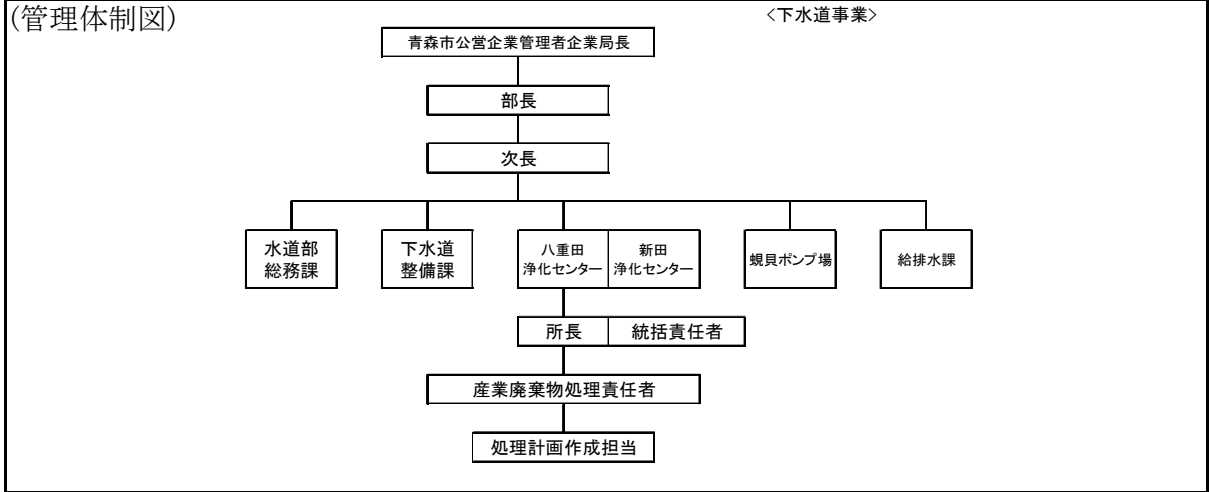 (管理体制図)
<下水道事業>
青森市公営企業管理者企業局長
部長
次長
水道部
総務課
下水道
整備課
八重田
浄化センター
新田
浄化センター
蜆貝ポンプ場
給排水課
所長
統括責任者
産業廃棄物処理責任者
処理計画作成担当